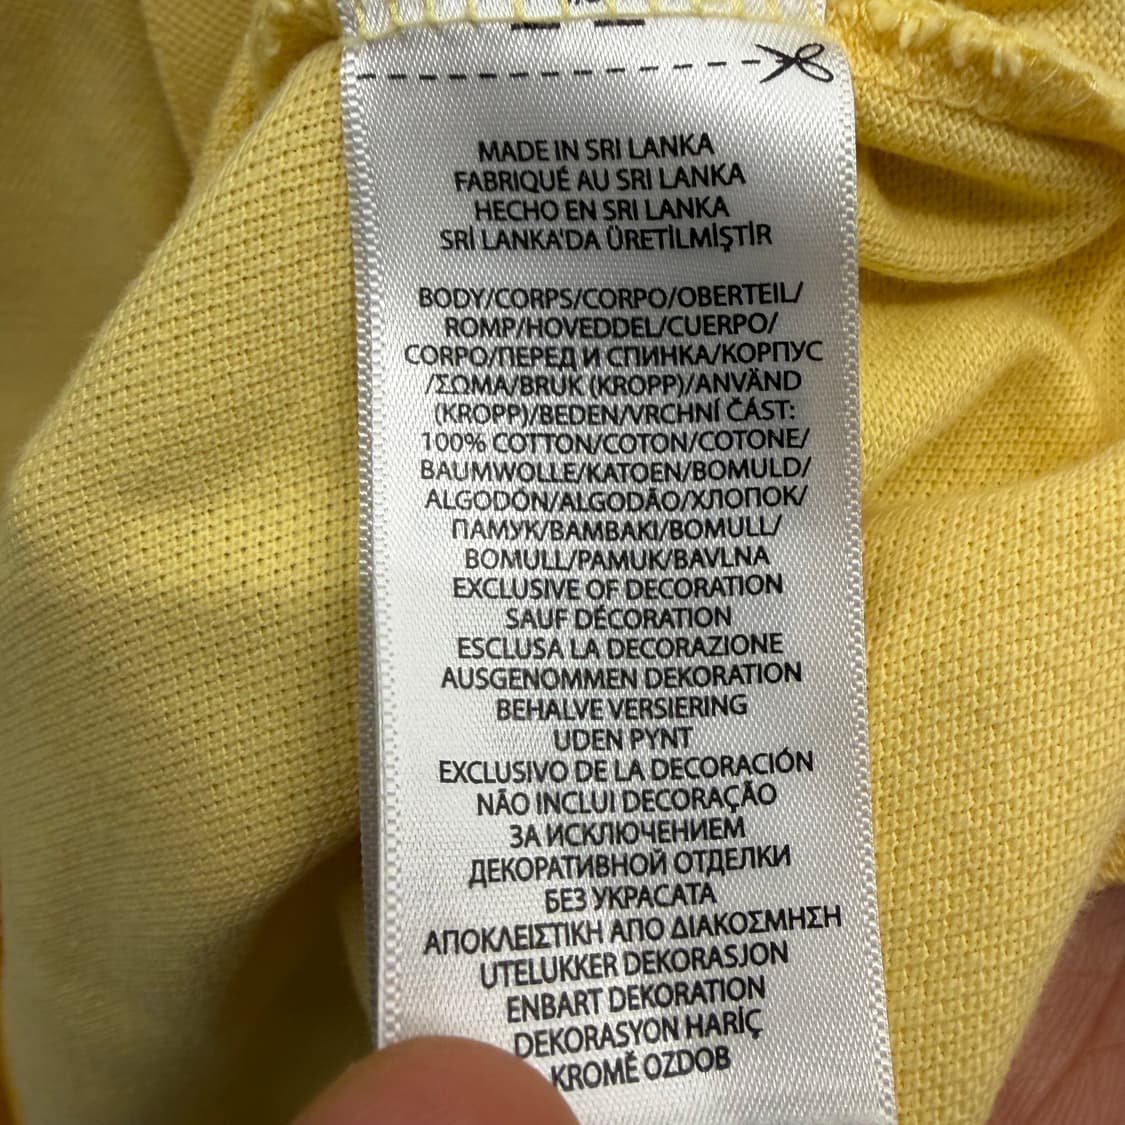 MADE IN SRI LANKA
FABRIQUÉ AU SRI LANKA
HECHO EN SRI LANKA
SRİ LANKA'DA ÜRETİLMİŞTİR
BODY/CORPS/CORPO/OBERTEIL/
ROMP/HOVEDDEL/CUERPO/
CORPO/ПЕРЕД И СПИНКА/КОРПУС
/ΣΩΜΑ/BRUK (KROPP)/ANVÄND
(KROPP)/BEDEN/VRCHNÍ ČÁST:
100% COTTON/COTON/COTONE/
BAUMWOLLE/KATOEN/BOMULD/
ALGODÓN/ALGODÃO/ХЛОПОК/
ПАМУК/BAMBAKI/BOMULL/
BOMULL/PAMUK/BAVLNA
EXCLUSIVE OF DECORATION
SAUF DÉCORATION
ESCLUSA LA DECORAZIONE
AUSGENOMMEN DEKORATION
BEHALVE VERSIERING
UDEN PYNT
EXCLUSIVO DE LA DECORACIÓN
NÃO INCLUI DECORAÇÃO
ЗА ИСКЛЮЧЕНИЕМ
ДЕКОРАТИВНОЙ ОТДЕЛКИ
БЕЗ УКРАСАТА
ΑΠΟΚΛΕΙΣΤΙΚΗ ΑΠΟ ΔΙΑΚΟΣΜΗΣΗ
UTELUKKER DEKORASJON
ENBART DEKORATION
DEKORASYON HARİÇ
KROMĚ OZDOB